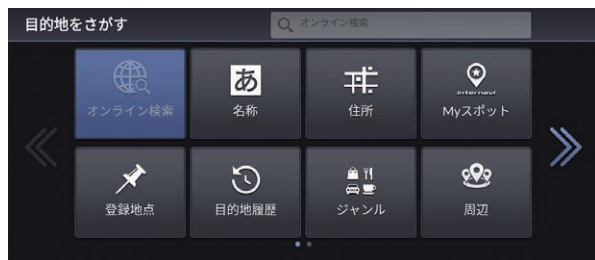 目的地をさがす
オンライン検索
オンライン検索
あ
名称
住所
internavi
Myスポット
登録地点
目的地履歴
ジャンル
周辺